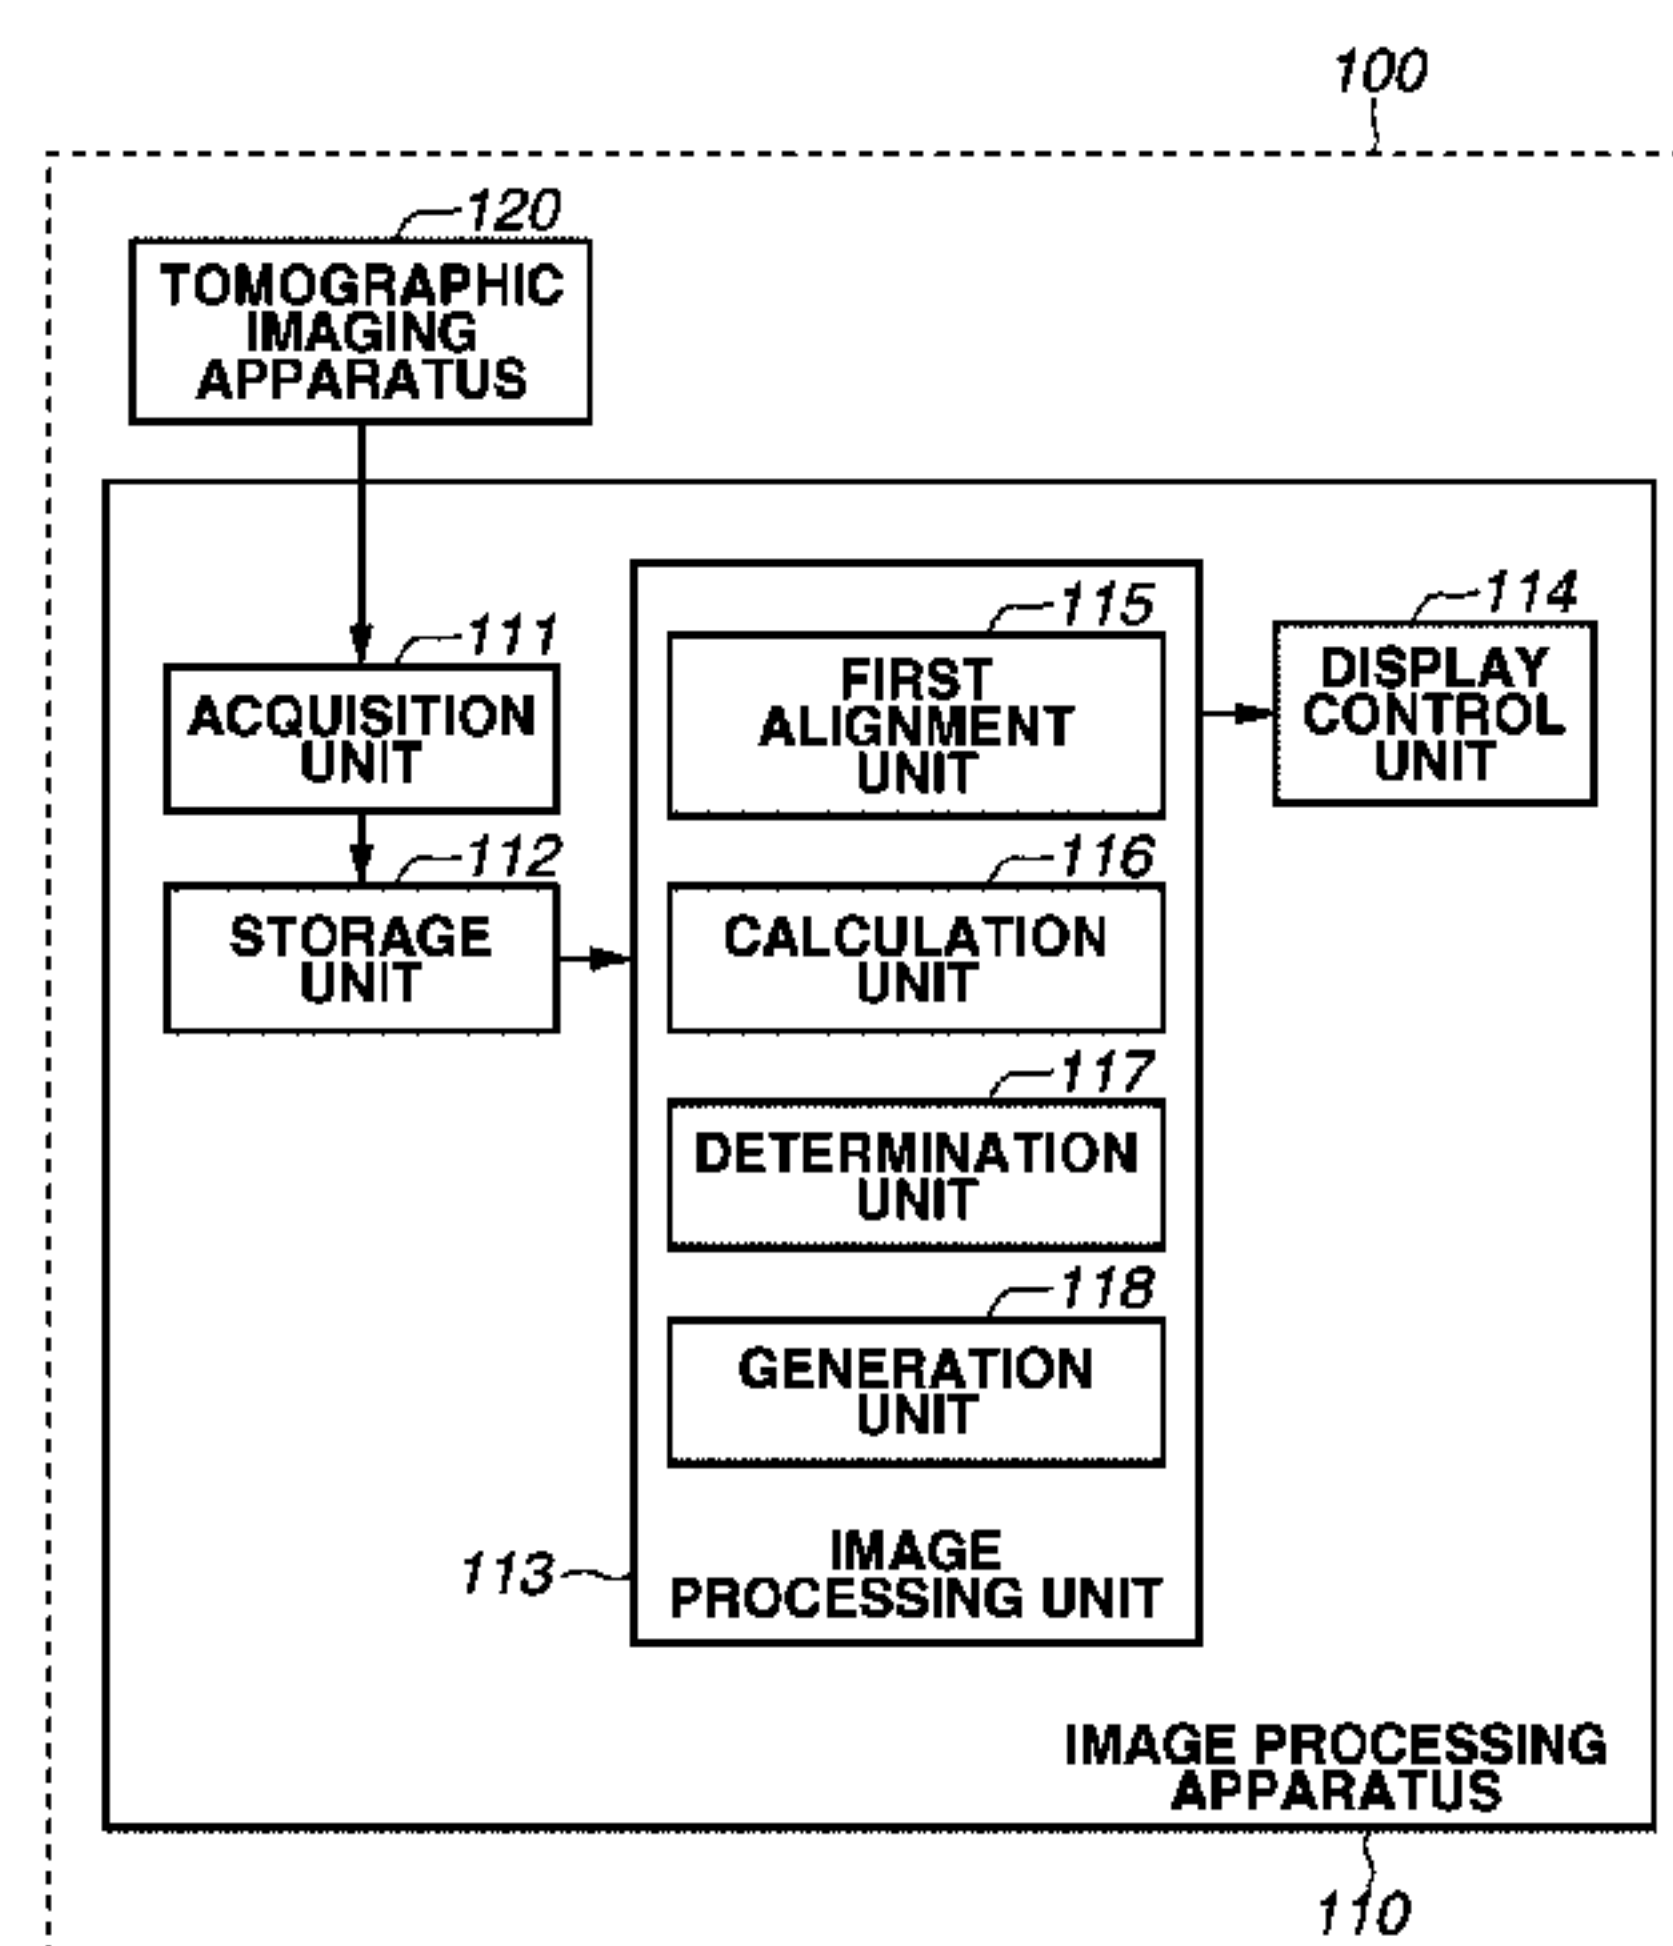 100
120
TOMOGRAPHIC
IMAGING
APPARATUS
111
ACQUISITION
UNIT
112
STORAGE
UNIT
115
FIRST
ALIGNMENT
UNIT
116
CALCULATION
UNIT
117
DETERMINATION
UNIT
118
GENERATION
UNIT
113
IMAGE
PROCESSING UNIT
114
DISPLAY
CONTROL
UNIT
IMAGE PROCESSING
APPARATUS
110